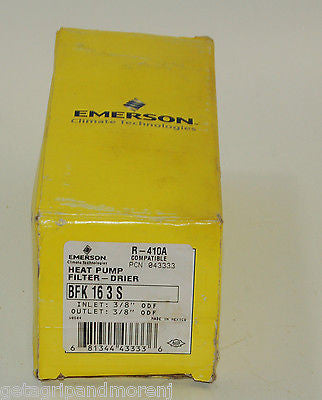 EMERSON
Climate Technologies
EMERSON
Climate Technologies
R-410A
COMPATIBLE
PCN 043333
HEAT PUMP
FILTER-DRIER
BFK 16 3 S
INLET: 3/8" ODF
OUTLET: 3/8" ODF
MADE IN MEXICO
6 81344 43333 6
getagripandmorenj